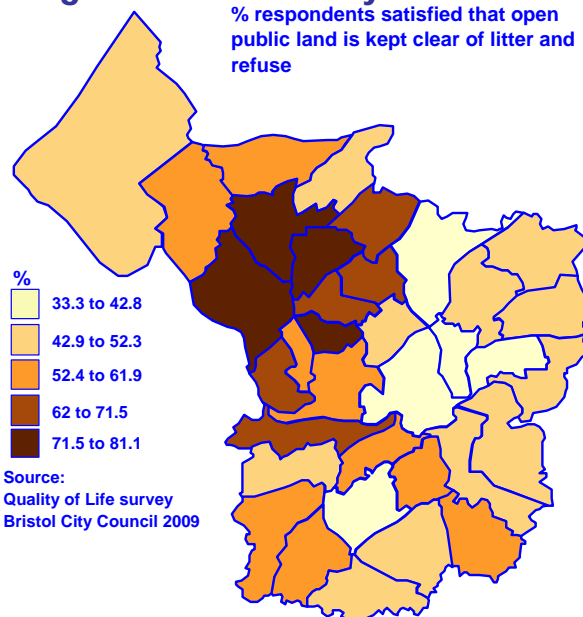 % respondents satisfied that open
public land is kept clear of litter and
refuse
%
33.3 to 42.8
42.9 to 52.3
52.4 to 61.9
62 to 71.5
71.5 to 81.1
Source:
Quality of Life survey
Bristol City Council 2009